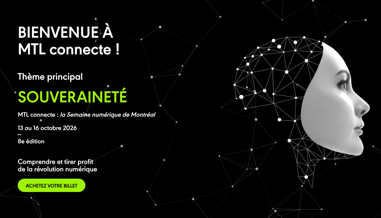 BIENVENUE À
MTL connecte !
Thème principal
SOUVERAINETÉ
MTL connecte : la Semaine numérique de Montréal
13 au 16 octobre 2026
—
8e édition
Comprendre et tirer profit
de la révolution numérique
ACHETEZ VOTRE BILLET